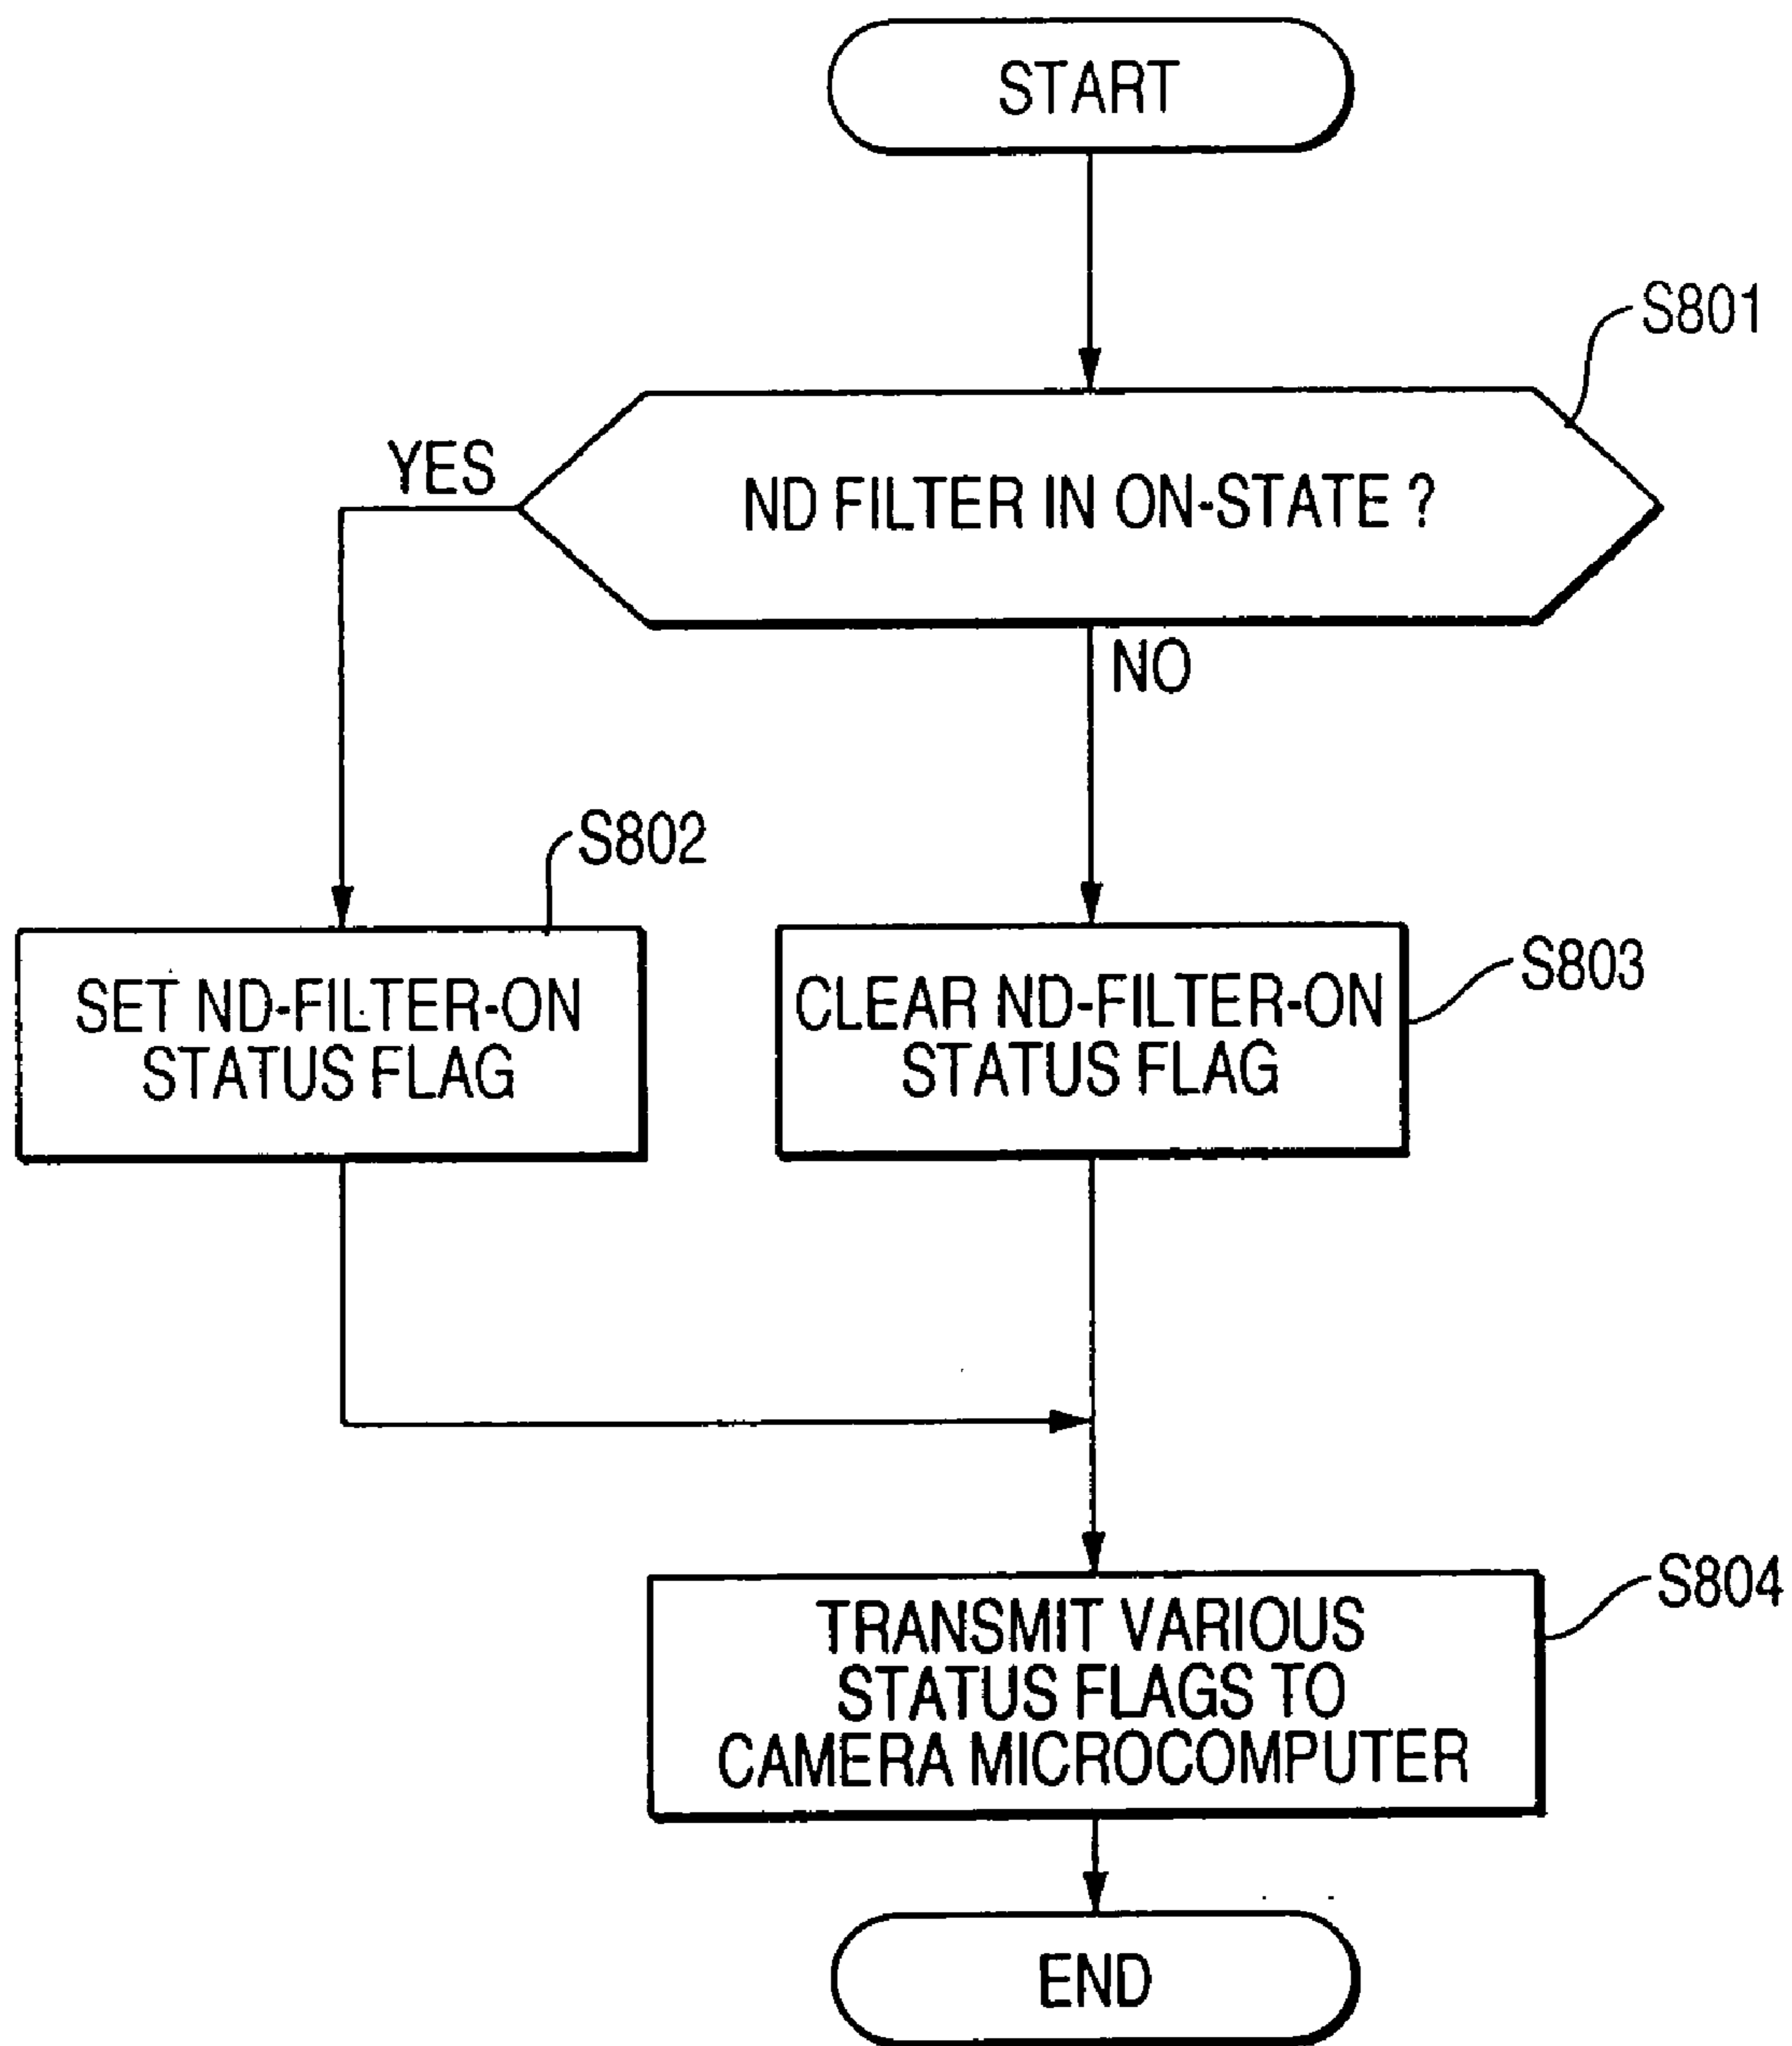 START
S801
YES
ND FILTER IN ON-STATE ?
NO
S802
SET ND-FILTER-ON
STATUS FLAG
S803
CLEAR ND-FILTER-ON
STATUS FLAG
S804
TRANSMIT VARIOUS
STATUS FLAGS TO
CAMERA MICROCOMPUTER
END